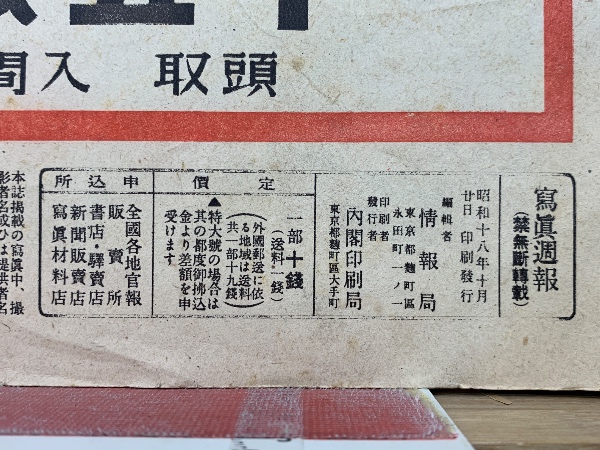 頭取 入間
寫眞週報
（禁無斷轉載）
昭和十八年十月
廿日 印刷發行
編輯者
情報局
東京都麴町區
永田町一ノ一
印刷者
發行者
內閣印刷局
東京都麴町區大手町
定價
一部十錢
（送料一錢）
（外國郵送に依
る地域は送料
共一部十九錢）
▲特大號の場合は
其の都度御拂込
金より差額を申
受けます
申込所
全國各地官報
販賣所
書店・驛賣店
新聞販賣店
寫眞材料店
本誌揭載の寫眞中、撮
影者名或ひは提供者名